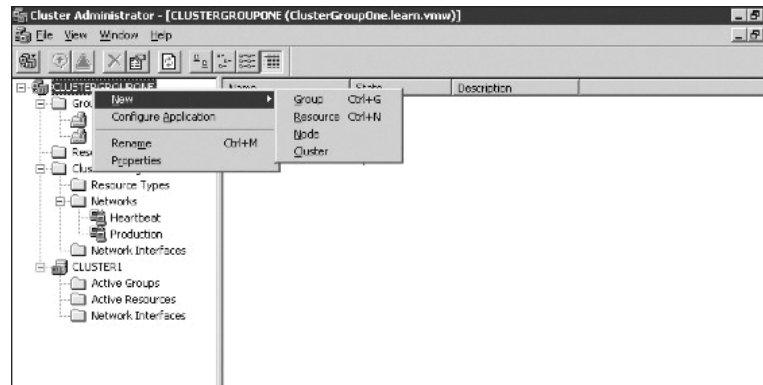 Cluster Administrator - [CLUSTERGROUPONE (ClusterGroupOne.learn.vmw)]
File View Window Help
CLUSTERGROUPONE
Name State Description
New
Group Ctrl+G
Configure Application
Resource Ctrl+N
Node
Rename Ctrl+M
Cluster
Properties
Resource Types
Networks
Heartbeat
Production
Network Interfaces
CLUSTER1
Active Groups
Active Resources
Network Interfaces